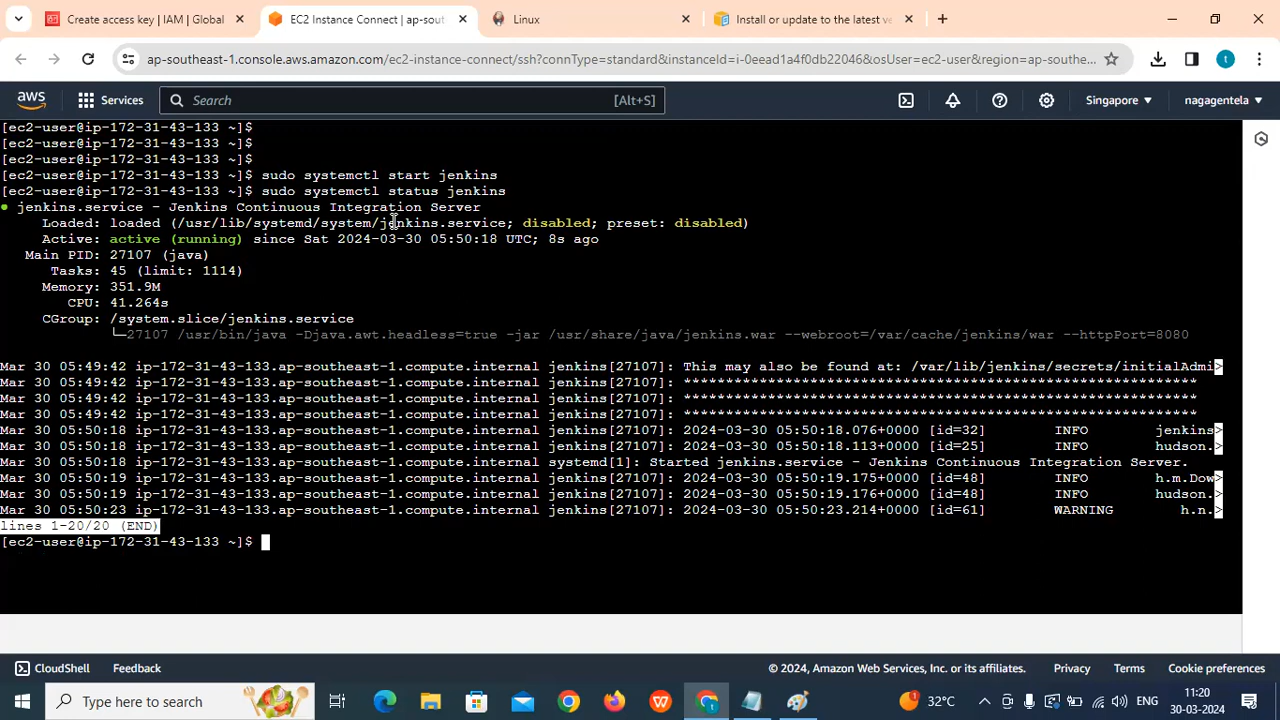 Create access key | IAM | Global
EC2 Instance Connect | ap-sout
Linux
Install or update to the latest ve
ap-southeast-1.console.aws.amazon.com/ec2-instance-connect/ssh?connType=standard&instanceId=i-0eead1a4f0db22046&osUser=ec2-user&region=ap-southe...
aws
Services
Search
[Alt+S]
Singapore
nagagentela
[ec2-user@ip-172-31-43-133 ~]$
[ec2-user@ip-172-31-43-133 ~]$
[ec2-user@ip-172-31-43-133 ~]$
[ec2-user@ip-172-31-43-133 ~]$ sudo systemctl start jenkins
[ec2-user@ip-172-31-43-133 ~]$ sudo systemctl status jenkins
● jenkins.service - Jenkins Continuous Integration Server
Loaded: loaded (/usr/lib/systemd/system/jenkins.service; disabled; preset: disabled)
Active: active (running) since Sat 2024-03-30 05:50:18 UTC; 8s ago
Main PID: 27107 (java)
Tasks: 45 (limit: 1114)
Memory: 351.9M
CPU: 41.264s
CGroup: /system.slice/jenkins.service
└─27107 /usr/bin/java -Djava.awt.headless=true -jar /usr/share/java/jenkins.war --webroot=/var/cache/jenkins/war --httpPort=8080
Mar 30 05:49:42 ip-172-31-43-133.ap-southeast-1.compute.internal jenkins[27107]: This may also be found at: /var/lib/jenkins/secrets/initialAdmi>
Mar 30 05:49:42 ip-172-31-43-133.ap-southeast-1.compute.internal jenkins[27107]: *************************************************************
Mar 30 05:49:42 ip-172-31-43-133.ap-southeast-1.compute.internal jenkins[27107]: *************************************************************
Mar 30 05:49:42 ip-172-31-43-133.ap-southeast-1.compute.internal jenkins[27107]: *************************************************************
Mar 30 05:50:18 ip-172-31-43-133.ap-southeast-1.compute.internal jenkins[27107]: 2024-03-30 05:50:18.076+0000 [id=32] INFO jenkins>
Mar 30 05:50:18 ip-172-31-43-133.ap-southeast-1.compute.internal jenkins[27107]: 2024-03-30 05:50:18.113+0000 [id=25] INFO hudson.>
Mar 30 05:50:18 ip-172-31-43-133.ap-southeast-1.compute.internal systemd[1]: Started jenkins.service - Jenkins Continuous Integration Server.
Mar 30 05:50:19 ip-172-31-43-133.ap-southeast-1.compute.internal jenkins[27107]: 2024-03-30 05:50:19.175+0000 [id=48] INFO h.m.Dow>
Mar 30 05:50:19 ip-172-31-43-133.ap-southeast-1.compute.internal jenkins[27107]: 2024-03-30 05:50:19.176+0000 [id=48] INFO hudson.>
Mar 30 05:50:23 ip-172-31-43-133.ap-southeast-1.compute.internal jenkins[27107]: 2024-03-30 05:50:23.214+0000 [id=61] WARNING h.n.>
lines 1-20/20 (END)
[ec2-user@ip-172-31-43-133 ~]$
CloudShell
Feedback
© 2024, Amazon Web Services, Inc. or its affiliates.
Privacy
Terms
Cookie preferences
Type here to search
32°C
ENG
11:20
30-03-2024